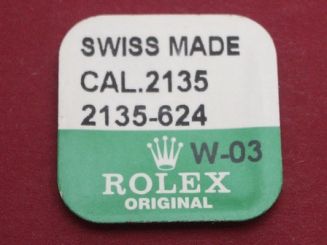 SWISS MADE
CAL.2135
2135-624
W-03
ROLEX
ORIGINAL